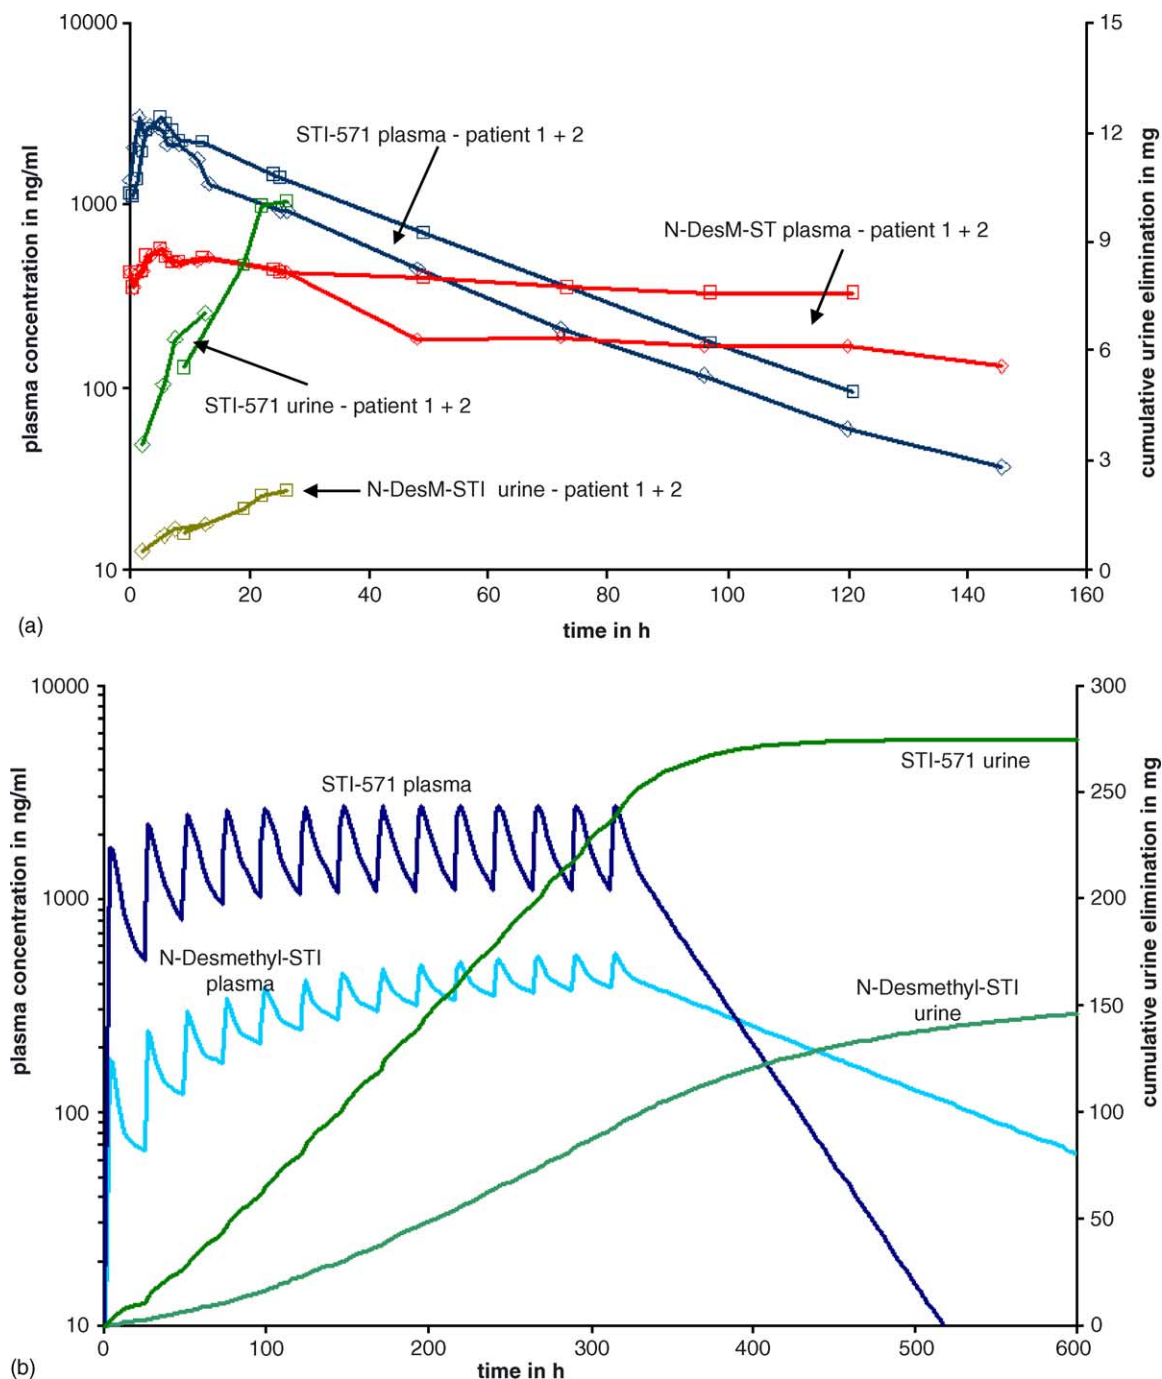 10000
1000
100
10
plasma concentration in ng/ml
15
12
9
6
3
0
cumulative urine elimination in mg
STI-571 plasma - patient 1 + 2
N-DesM-ST plasma - patient 1 + 2
STI-571 urine - patient 1 + 2
N-DesM-STI urine - patient 1 + 2
0 20 40 60 80 100 120 140 160
time in h
(a)
10000
1000
100
10
plasma concentration in ng/ml
300
250
200
150
100
50
0
cumulative urine elimination in mg
STI-571 plasma
STI-571 urine
N-Desmethyl-STI
plasma
N-Desmethyl-STI
urine
0 100 200 300 400 500 600
time in h
(b)